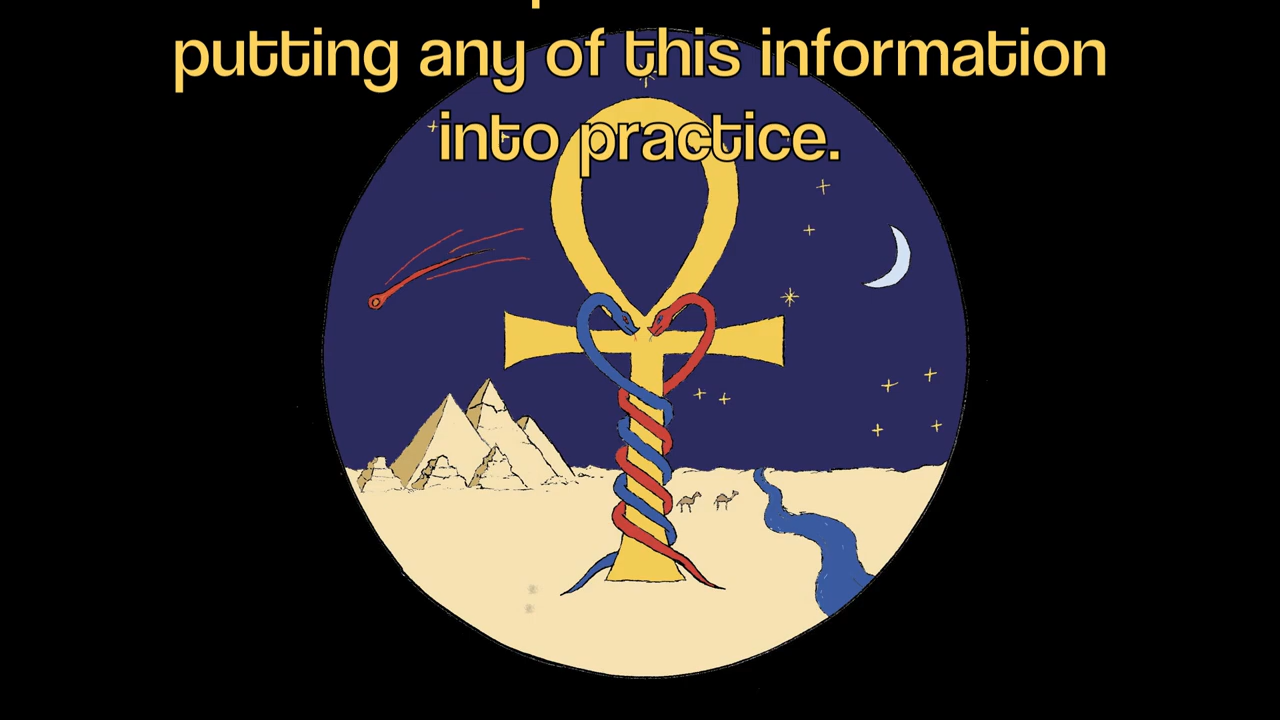 putting any of this information
into practice.